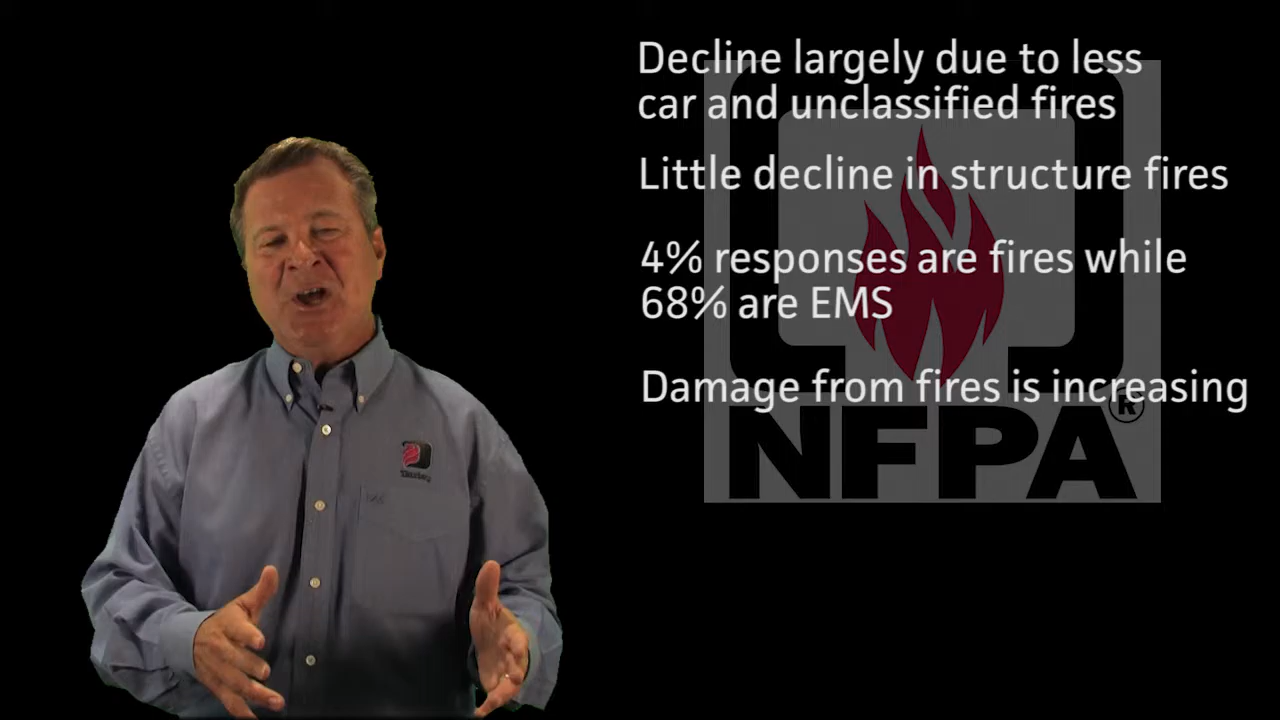 Decline largely due to less
car and unclassified fires
Little decline in structure fires
4% responses are fires while
68% are EMS
Damage from fires is increasing
NFPA®